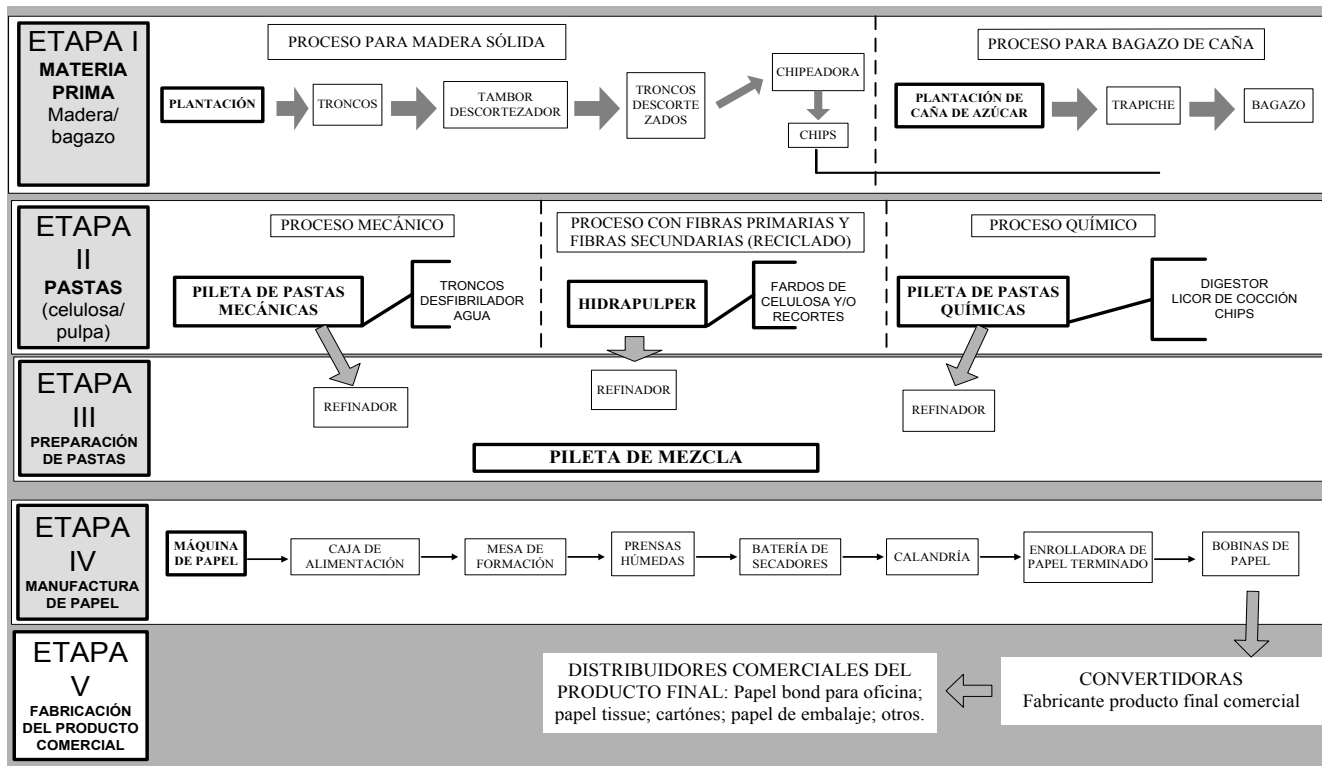 ETAPA I
MATERIA
PRIMA
Madera/
bagazo
PROCESO PARA MADERA SÓLIDA
PLANTACIÓN
TRONCOS
TAMBOR
DESCORTEZADOR
TRONCOS
DESCORTE
ZADOS
CHIPEADORA
CHIPS
PROCESO PARA BAGAZO DE CAÑA
PLANTACIÓN DE
CAÑA DE AZÚCAR
TRAPICHE
BAGAZO
ETAPA
II
PASTAS
(celulosa/
pulpa)
PROCESO MECÁNICO
PILETA DE PASTAS
MECÁNICAS
TRONCOS
DESFIBRILADOR
AGUA
PROCESO CON FIBRAS PRIMARIAS Y
FIBRAS SECUNDARIAS (RECICLADO)
HIDRAPULPER
FARDOS DE
CELULOSA Y/O
RECORTES
PROCESO QUÍMICO
PILETA DE PASTAS
QUÍMICAS
DIGESTOR
LICOR DE COCCIÓN
CHIPS
ETAPA
III
PREPARACIÓN
DE PASTAS
REFINADOR
REFINADOR
REFINADOR
PILETA DE MEZCLA
ETAPA
IV
MANUFACTURA
DE PAPEL
MÁQUINA
DE PAPEL
CAJA DE
ALIMENTACIÓN
MESA DE
FORMACIÓN
PRENSAS
HÚMEDAS
BATERÍA DE
SECADORES
CALANDRÍA
ENROLLADORA DE
PAPEL TERMINADO
BOBINAS DE
PAPEL
ETAPA
V
FABRICACIÓN
DEL PRODUCTO
COMERCIAL
DISTRIBUIDORES COMERCIALES DEL
PRODUCTO FINAL: Papel bond para oficina;
papel tissue; cartónes; papel de embalaje; otros.
CONVERTIDORAS
Fabricante producto final comercial